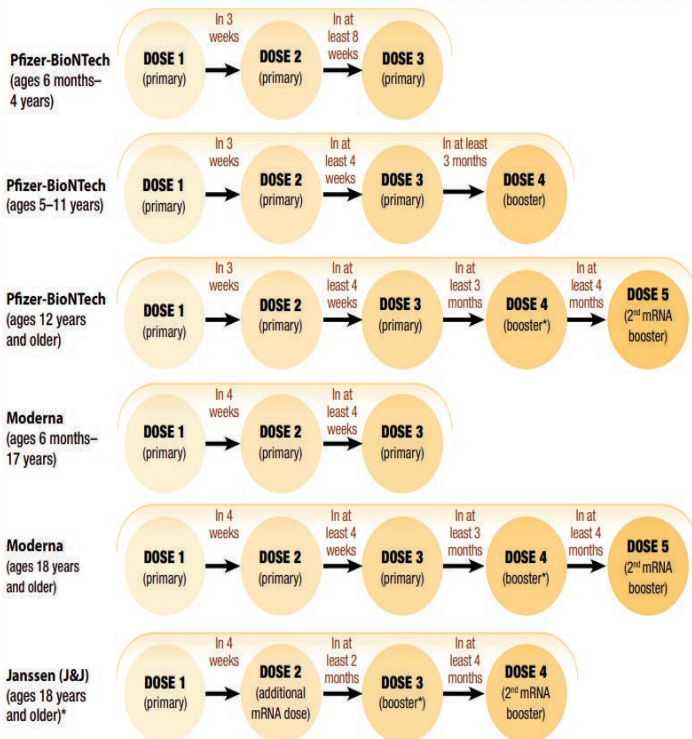 In 3 weeks
In at least 8 weeks
Pfizer-BioNTech
(ages 6 months–
4 years)
DOSE 1
(primary)
DOSE 2
(primary)
DOSE 3
(primary)
In 3 weeks
In at least 4 weeks
In at least 3 months
Pfizer-BioNTech
(ages 5–11 years)
DOSE 1
(primary)
DOSE 2
(primary)
DOSE 3
(primary)
DOSE 4
(booster)
In 3 weeks
In at least 4 weeks
In at least 3 months
In at least 4 months
Pfizer-BioNTech
(ages 12 years
and older)
DOSE 1
(primary)
DOSE 2
(primary)
DOSE 3
(primary)
DOSE 4
(booster*)
DOSE 5
(2nd mRNA
booster)
In 4 weeks
In at least 4 weeks
Moderna
(ages 6 months–
17 years)
DOSE 1
(primary)
DOSE 2
(primary)
DOSE 3
(primary)
In 4 weeks
In at least 4 weeks
In at least 3 months
In at least 4 months
Moderna
(ages 18 years
and older)
DOSE 1
(primary)
DOSE 2
(primary)
DOSE 3
(primary)
DOSE 4
(booster*)
DOSE 5
(2nd mRNA
booster)
In 4 weeks
In at least 2 months
In at least 4 months
Janssen (J&J)
(ages 18 years
and older)*
DOSE 1
(primary)
DOSE 2
(additional
mRNA dose)
DOSE 3
(booster*)
DOSE 4
(2nd mRNA
booster)